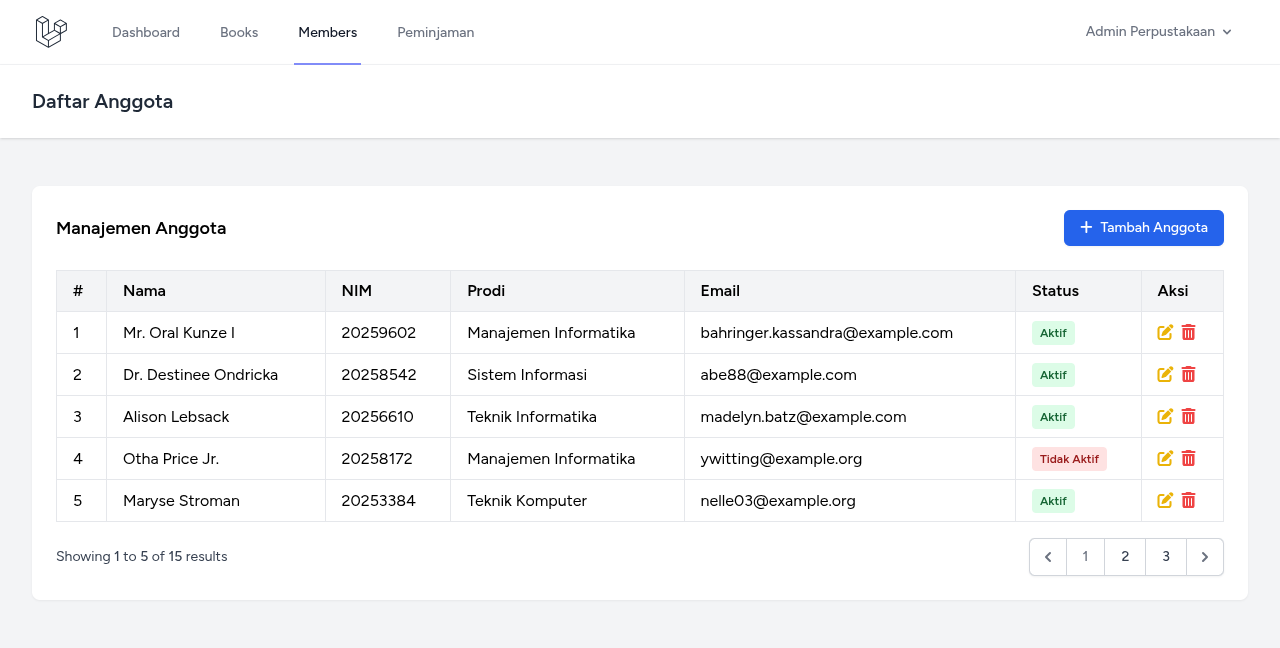 Dashboard Books Members Peminjaman Admin Perpustakaan
Daftar Anggota
Manajemen Anggota
Tambah Anggota
# Nama NIM Prodi Email Status Aksi
1 Mr. Oral Kunze I 20259602 Manajemen Informatika bahringer.kassandra@example.com Aktif
2 Dr. Destinee Ondricka 20258542 Sistem Informasi abe88@example.com Aktif
3 Alison Lebsack 20256610 Teknik Informatika madelyn.batz@example.com Aktif
4 Otha Price Jr. 20258172 Manajemen Informatika ywitting@example.org Tidak Aktif
5 Maryse Stroman 20253384 Teknik Komputer nelle03@example.org Aktif
Showing 1 to 5 of 15 results
1 2 3